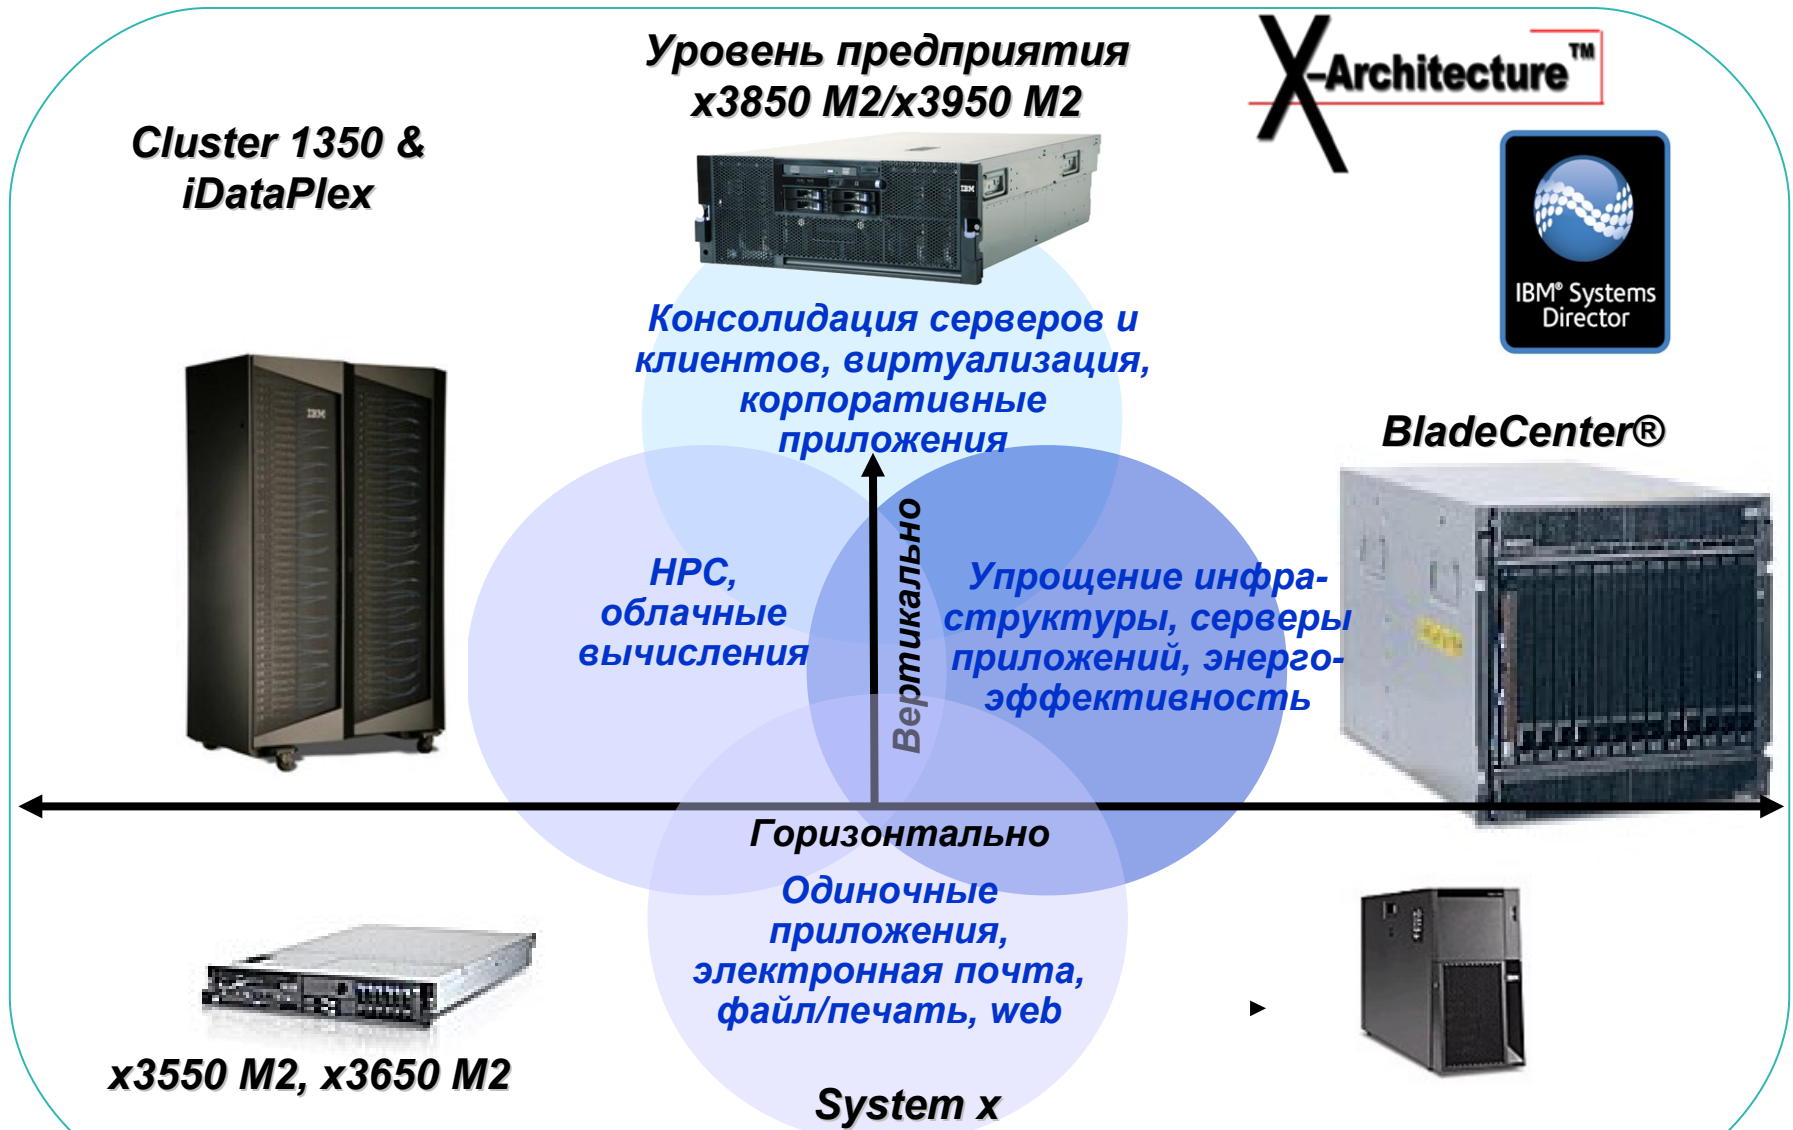 Уровень предприятия
x3850 M2/x3950 M2
X-Architecture™
Cluster 1350 &
iDataPlex
IBM
IBM® Systems
Director
Консолидация серверов и
клиентов, виртуализация,
корпоративные
приложения
IBM
BladeCenter®
Вертикально
HPC,
облачные
вычисления
Упрощение инфра-
структуры, серверы
приложений, энерго-
эффективность
Горизонтально
Одиночные
приложения,
электронная почта,
файл/печать, web
x3550 M2, x3650 M2
System x